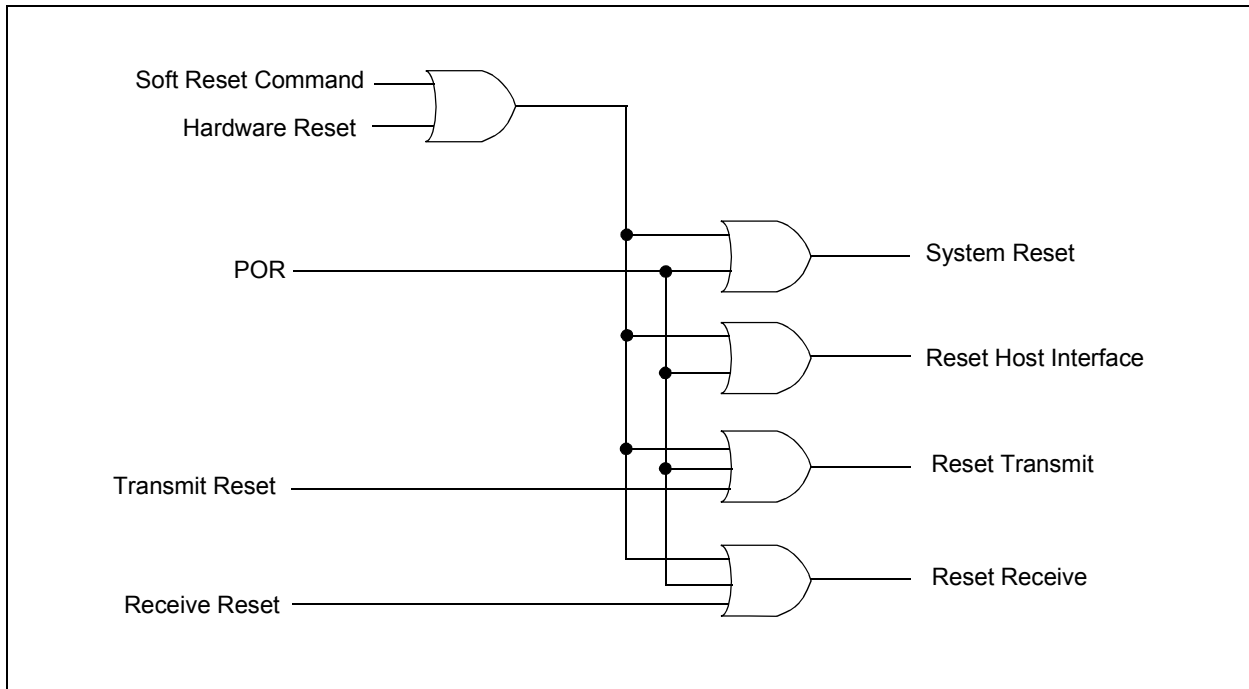 Soft Reset Command
Hardware Reset
System Reset
POR
Reset Host Interface
Reset Transmit
Transmit Reset
Reset Receive
Receive Reset